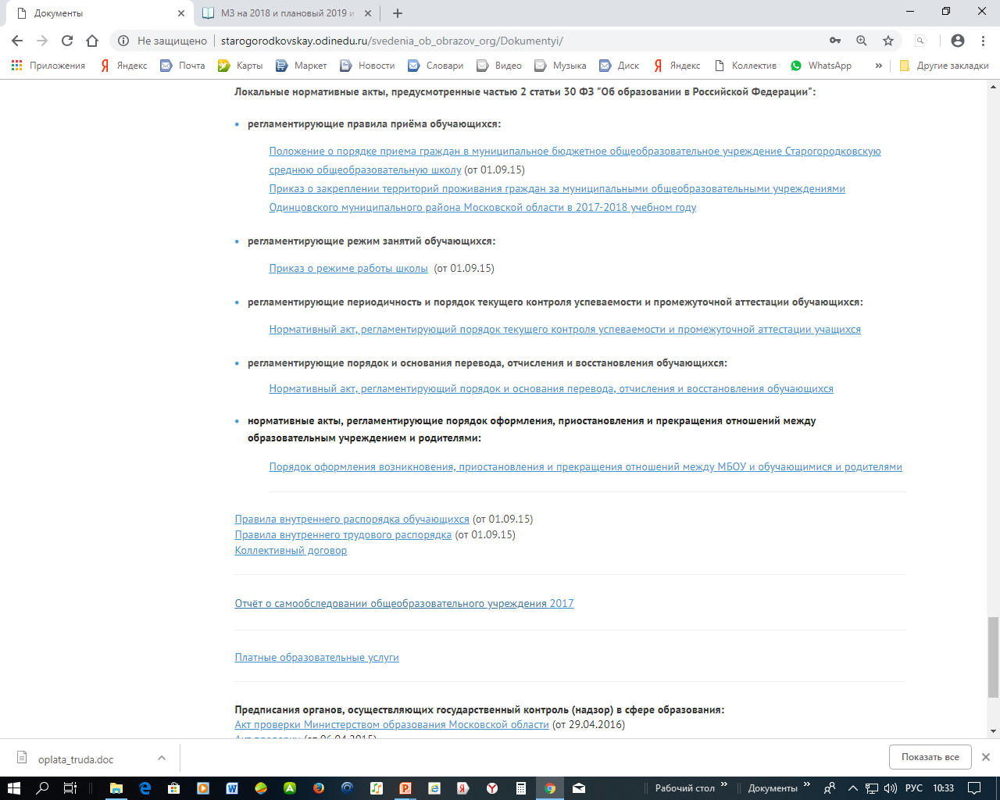 Документы
МЗ на 2018 и плановый 2019 и
Не защищено
starogorodkovskay.odinedu.ru/svedenia_ob_obrazov_org/Dokumentyi/
Приложения Яндекс Почта Карты Маркет Новости Словари Видео Музыка Диск Яндекс Коллектив WhatsApp » Другие закладки
Локальные нормативные акты, предусмотренные частью 2 статьи 30 ФЗ "Об образовании в Российской Федерации":
• регламентирующие правила приёма обучающихся:
Положение о порядке приема граждан в муниципальное бюджетное общеобразовательное учреждение Старогородковскую
среднюю общеобразовательную школу (от 01.09.15)
Приказ о закреплении территорий проживания граждан за муниципальными общеобразовательными учреждениями
Одинцовского муниципального района Московской области в 2017-2018 учебном году
• регламентирующие режим занятий обучающихся:
Приказ о режиме работы школы (от 01.09.15)
• регламентирующие периодичность и порядок текущего контроля успеваемости и промежуточной аттестации обучающихся:
Нормативный акт, регламентирующий порядок текущего контроля успеваемости и промежуточной аттестации учащихся
• регламентирующие порядок и основания перевода, отчисления и восстановления обучающихся:
Нормативный акт, регламентирующий порядок и основания перевода, отчисления и восстановления обучающихся
• нормативные акты, регламентирующие порядок оформления, приостановления и прекращения отношений между
образовательным учреждением и родителями:
Порядок оформления возникновения, приостановления и прекращения отношений между МБОУ и обучающимися и родителями
Правила внутреннего распорядка обучающихся (от 01.09.15)
Правила внутреннего трудового распорядка (от 01.09.15)
Коллективный договор
Отчёт о самообследовании общеобразовательного учреждения 2017
Платные образовательные услуги
Предписания органов, осуществляющих государственный контроль (надзор) в сфере образования:
Акт проверки Министерством образования Московской области (от 29.04.2016)
Акт проверки (от 06.04.2015)
oplata_truda.doc
Показать все
Рабочий стол » Документы » РУС 10:33